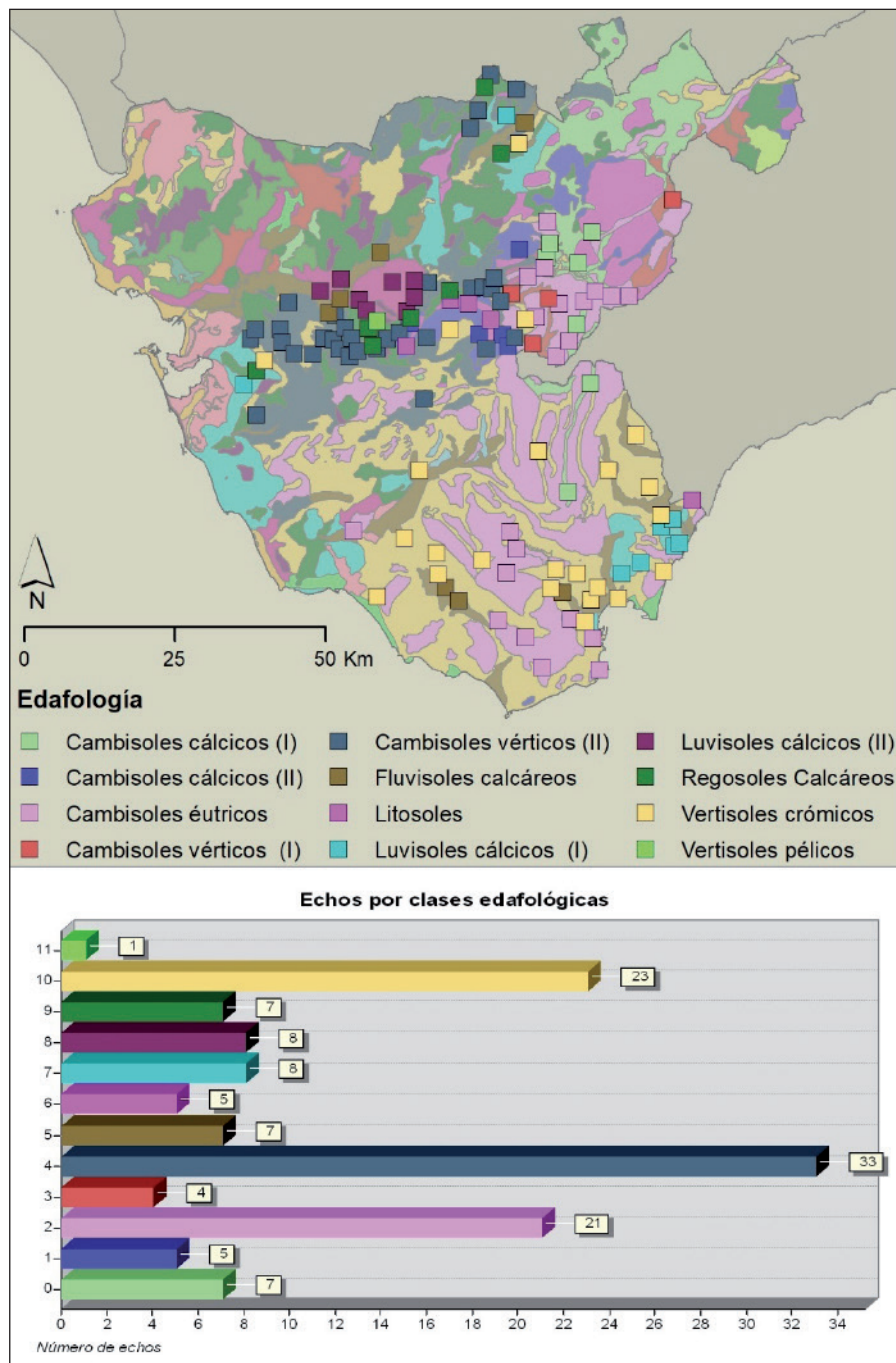 N
0 25 50 Km
Edafología
Cambisoles cálcicos (I) Cambisoles vérticos (II) Luvisoles cálcicos (II)
Cambisoles cálcicos (II) Fluvisoles calcáreos Regosoles Calcáreos
Cambisoles éutricos Litosoles Vertisoles crómicos
Cambisoles vérticos (I) Luvisoles cálcicos (I) Vertisoles pélicos
Echos por clases edafológicas
11 1
10 23
9 7
8 8
7 8
6 5
5 7
4 33
3 4
2 21
1 5
0 7
0 2 4 6 8 10 12 14 16 18 20 22 24 26 28 30 32 34
Número de echos